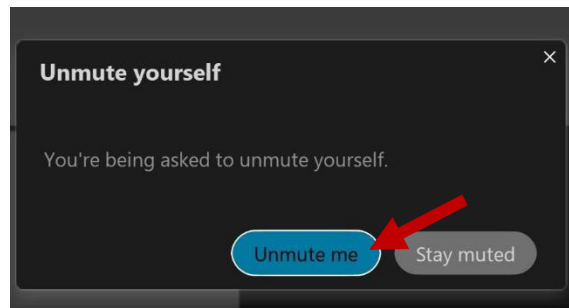 Unmute yourself
You're being asked to unmute yourself.
Unmute me
Stay muted